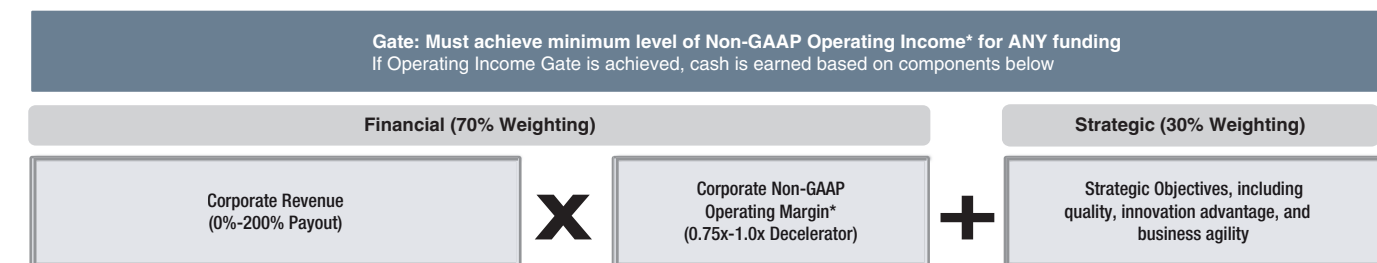 Gate: Must achieve minimum level of Non-GAAP Operating Income* for ANY funding
If Operating Income Gate is achieved, cash is earned based on components below
Financial (70% Weighting)
Strategic (30% Weighting)
Corporate Revenue
(0%-200% Payout)
X
Corporate Non-GAAP
Operating Margin*
(0.75x-1.0x Decelerator)
+
Strategic Objectives, including
quality, innovation advantage, and
business agility